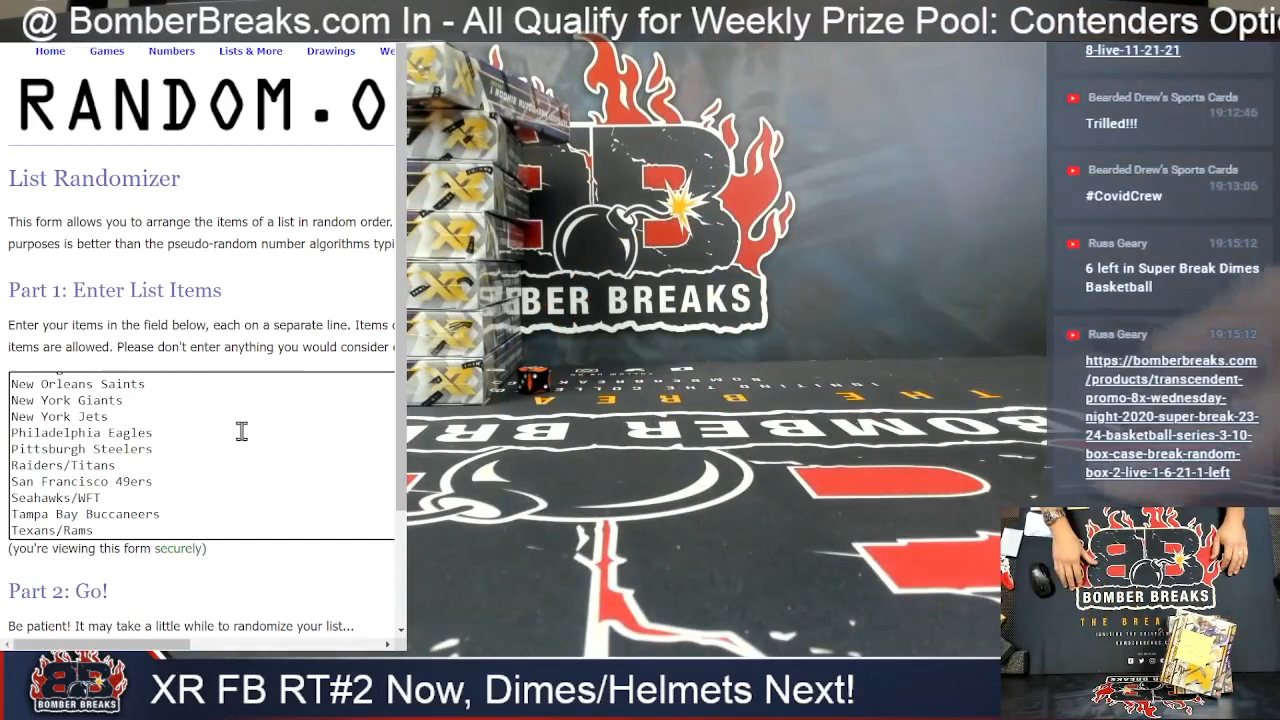 @ BomberBreaks.com In - All Qualify for Weekly Prize Pool: Contenders Opti
Home Games Numbers Lists & More Drawings We
RANDOM.O
List Randomizer
This form allows you to arrange the items of a list in random order.
purposes is better than the pseudo-random number algorithms typi
Part 1: Enter List Items
Enter your items in the field below, each on a separate line. Items
items are allowed. Please don't enter anything you would consider
New Orleans Saints
New York Giants
New York Jets
Philadelphia Eagles
Pittsburgh Steelers
Raiders/Titans
San Francisco 49ers
Seahawks/WFT
Tampa Bay Buccaneers
Texans/Rams
(you're viewing this form securely)
Part 2: Go!
Be patient! It may take a little while to randomize your list...
BB
OMBER BREAKS
BOMBER BRE
8-live-11-21-21
Bearded Drew's Sports Cards 19:12:46
Trilled!!!
Bearded Drew's Sports Cards 19:13:06
#CovidCrew
Russ Geary 19:15:12
6 left in Super Break Dimes
Basketball
Russ Geary 19:15:12
https://bomberbreaks.com
/products/transcendent-
promo-8x-wednesday-
night-2020-super-break-23-
24-basketball-series-3-10-
box-case-break-random-
box-2-live-1-6-21-1-left
BB
BOMBER BREAKS
THE BREA
BOMBER BREAKS
XR FB RT#2 Now, Dimes/Helmets Next!